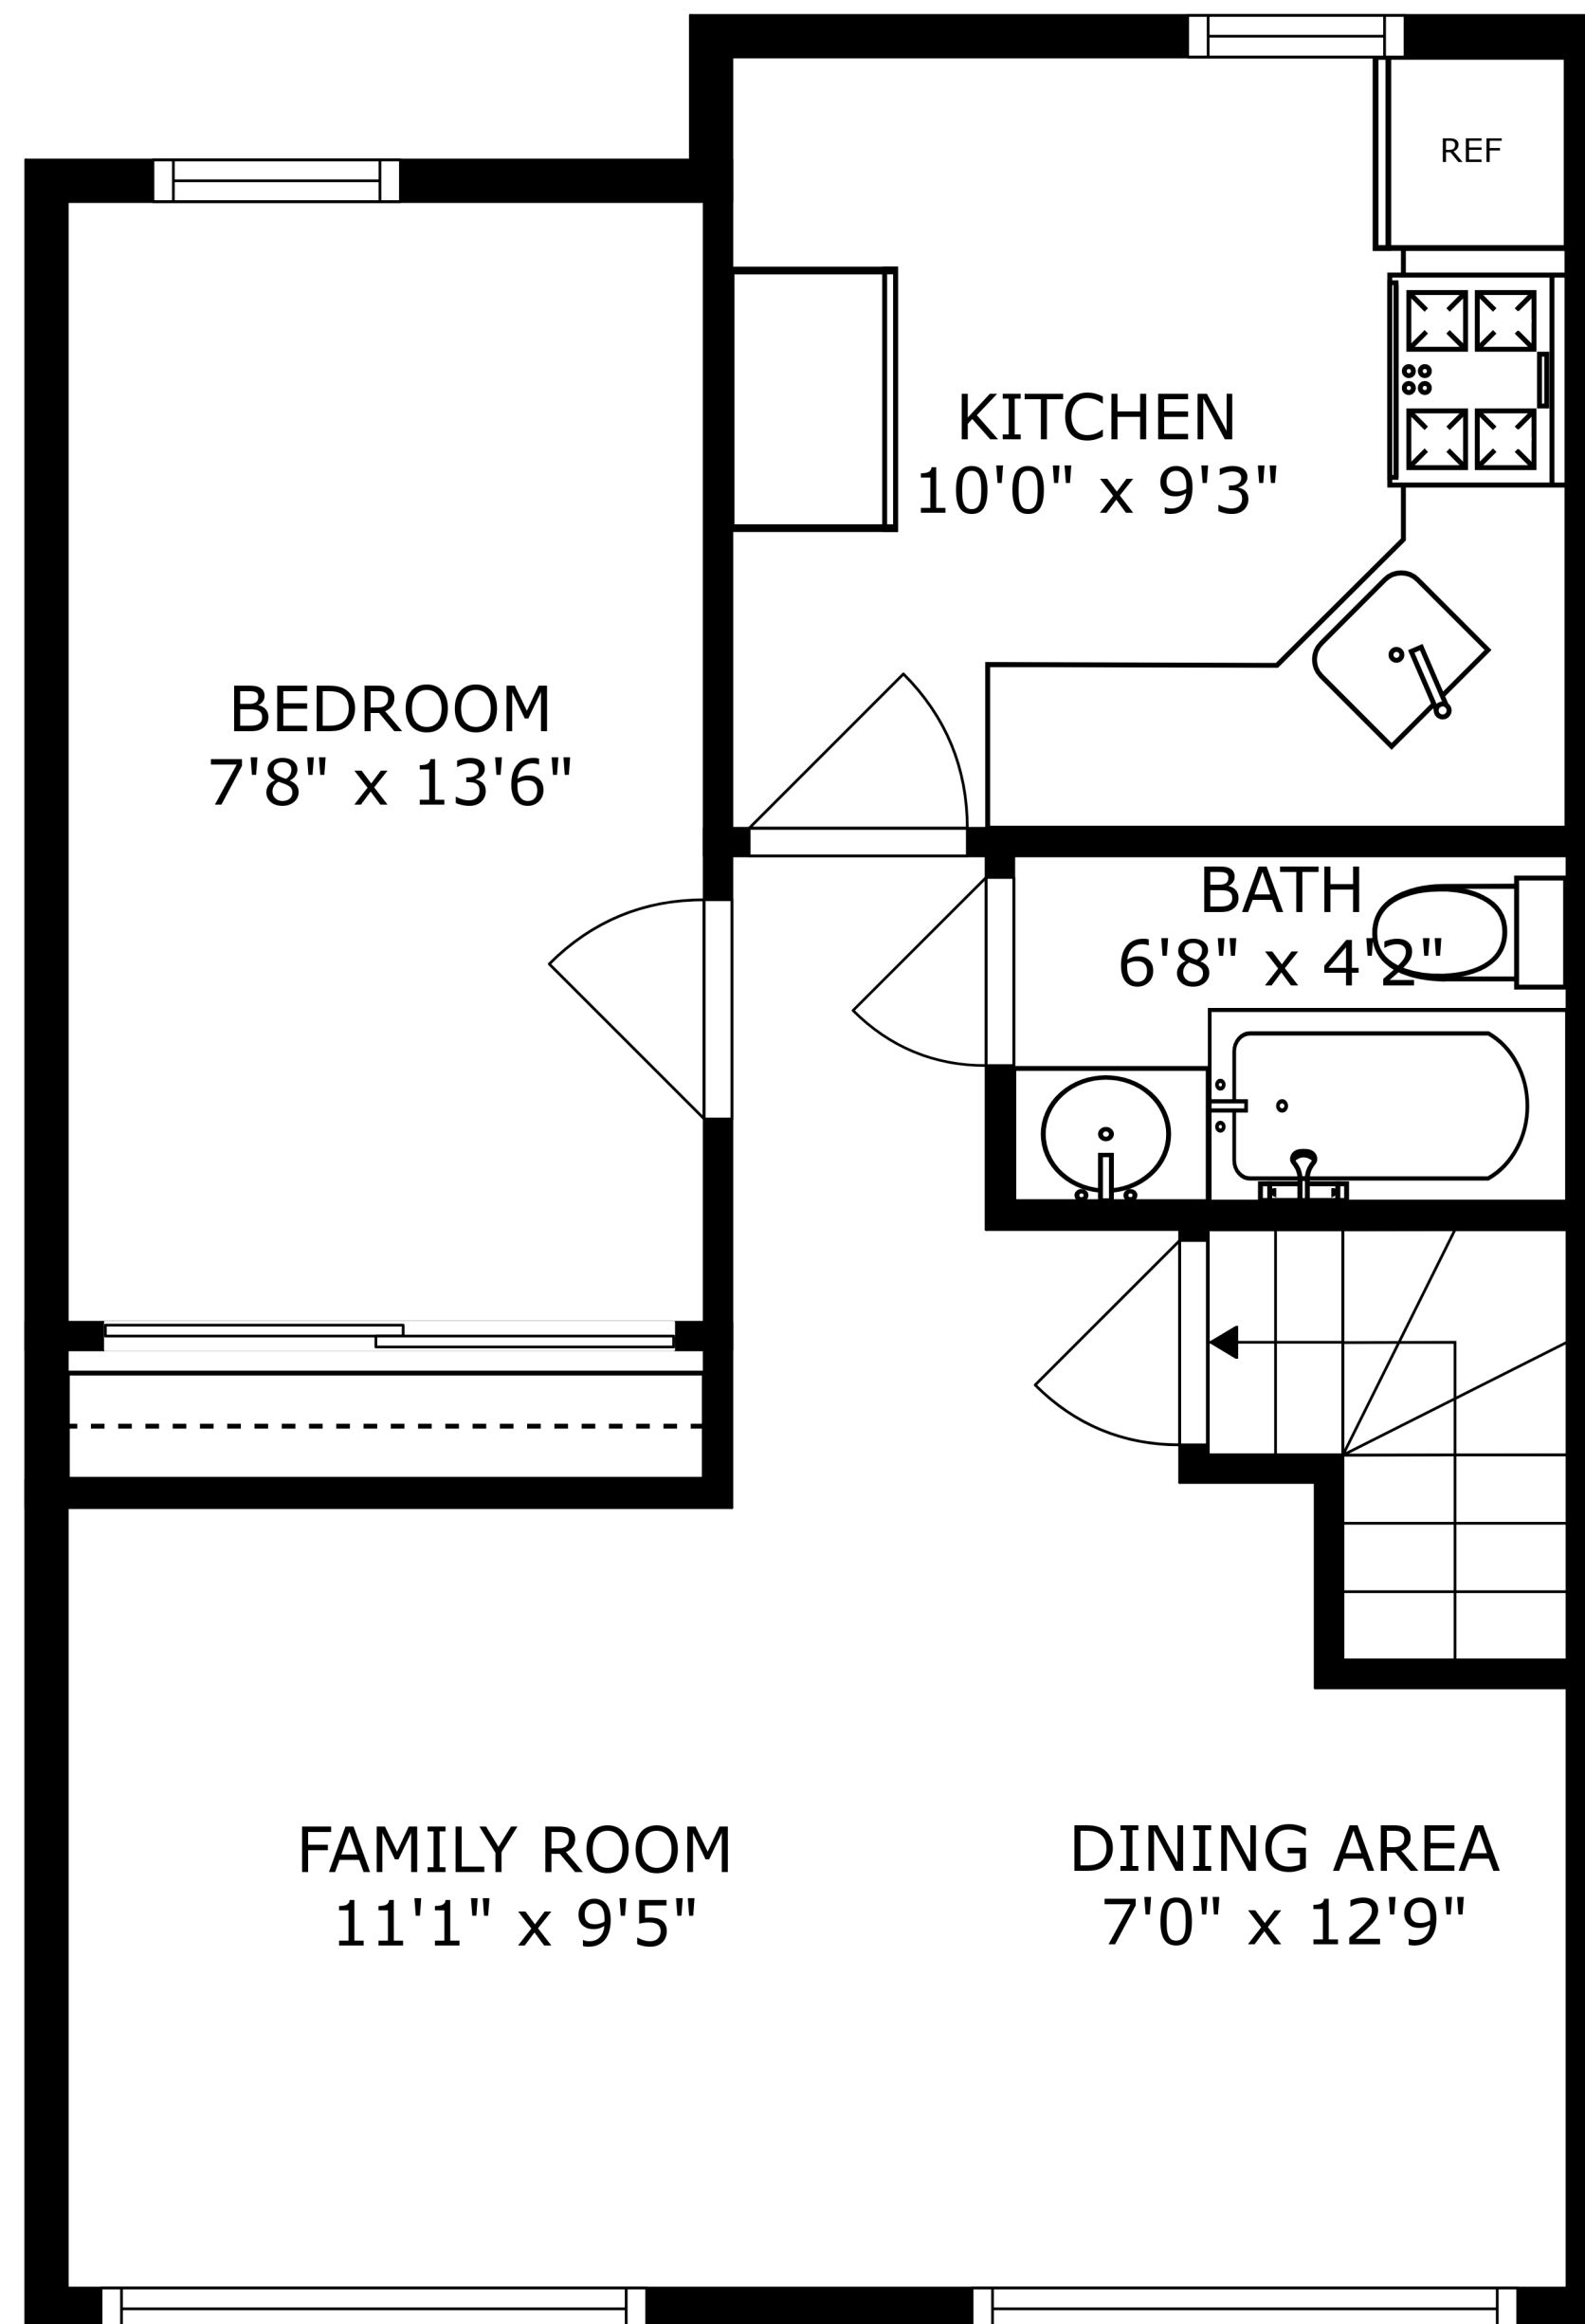 REF
KITCHEN
10'0" x 9'3"
BEDROOM
7'8" x 13'6"
BATH
6'8" x 4'2"
FAMILY ROOM
11'1" x 9'5"
DINING AREA
7'0" x 12'9"